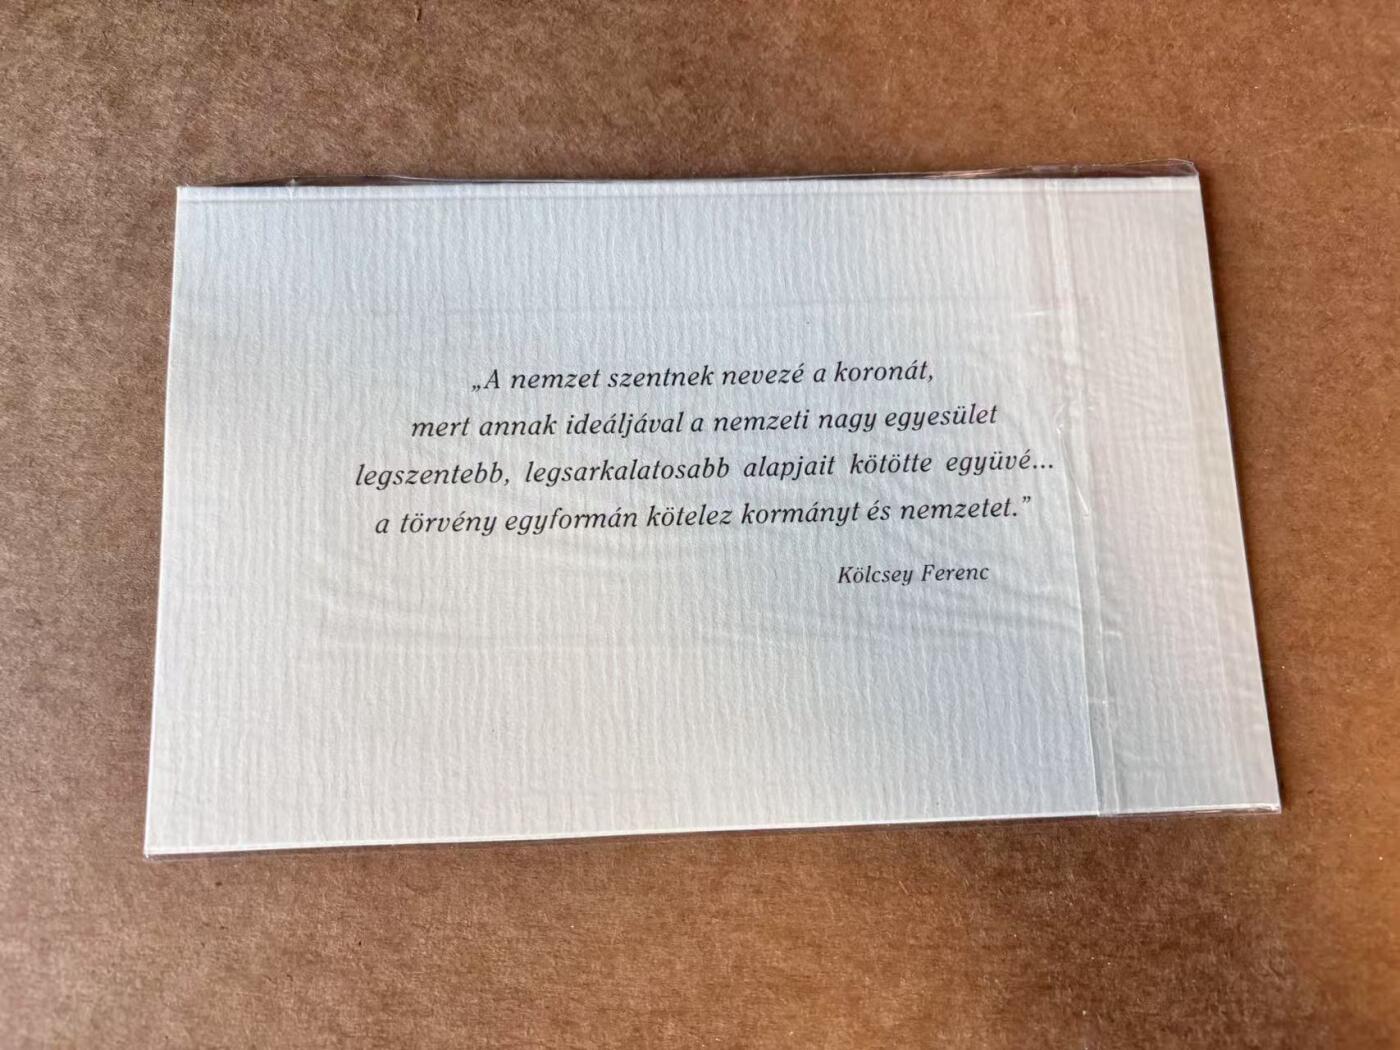 „A nemzet szentnek nevezé a koronát,
mert annak ideáljával a nemzeti nagy egyesület
legszentebb, legsarkalatosabb alapjait kötötte együvé...
a törvény egyformán kötelez kormányt és nemzetet.”
Kölcsey Ferenc